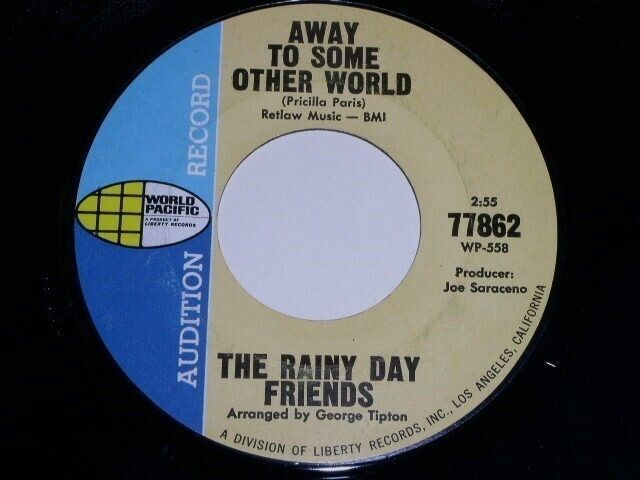 AWAY
TO SOME
OTHER WORLD
(Pricilla Paris)
Retlaw Music — BMI
AUDITION RECORD
WORLD
PACIFIC
A PRODUCT OF
LIBERTY RECORDS
2:55
77862
WP-558
Producer:
Joe Saraceno
THE RAINY DAY
FRIENDS
Arranged by George Tipton
A DIVISION OF LIBERTY RECORDS, INC., LOS ANGELES, CALIFORNIA